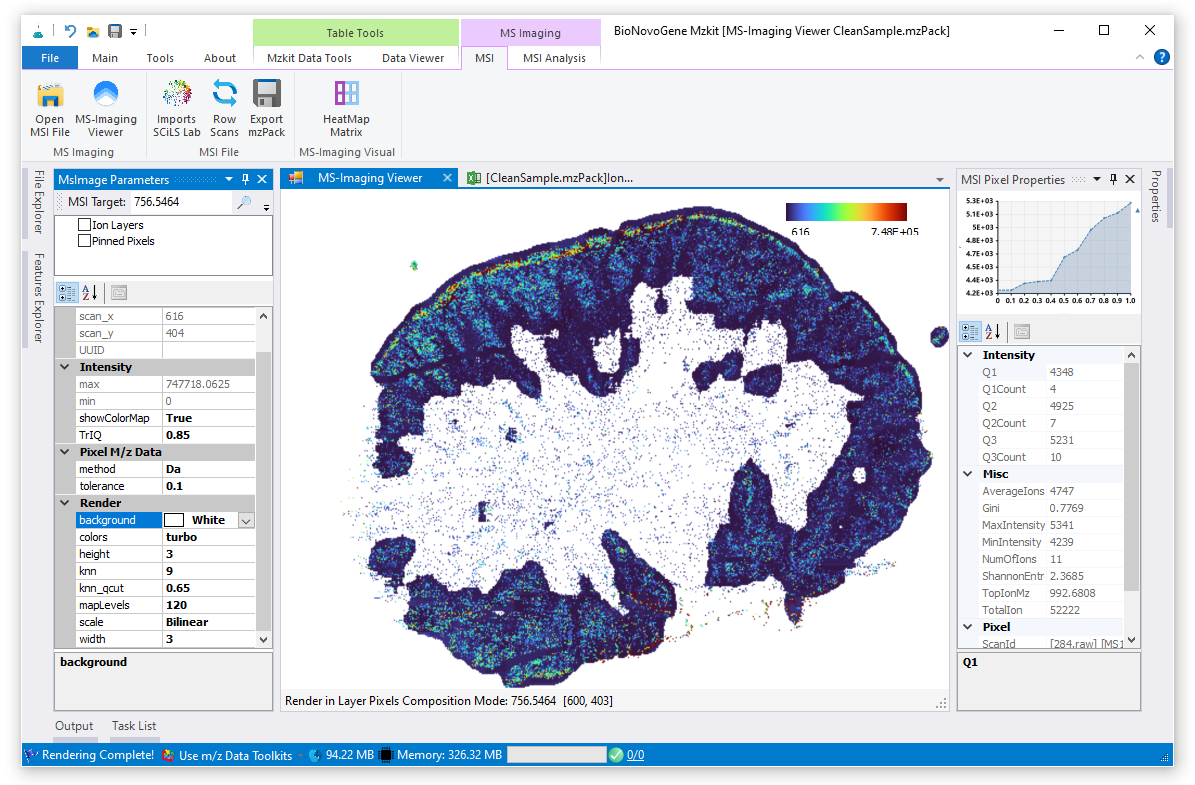 Table Tools
MS Imaging
BioNovoGene Mzkit [MS-Imaging Viewer CleanSample.mzPack]
File
Main
Tools
About
Mzkit Data Tools
Data Viewer
MSI
MSI Analysis
?
Open
MSI File
MS-Imaging
Viewer
Imports
SCiLS Lab
Row
Scans
Export
mzPack
HeatMap
Matrix
MS Imaging
MSI File
MS-Imaging Visual
File Explorer
Features Explorer
MsImage Parameters
MSI Target: 756.5464
Ion Layers
Pinned Pixels
scan_x 616
scan_y 404
UUID
Intensity
max 747718.0625
min 0
showColorMap True
TrIQ 0.85
Pixel M/z Data
method Da
tolerance 0.1
Render
background White
colors turbo
height 3
knn 9
knn_qcut 0.65
mapLevels 120
scale Bilinear
width 3
background
MS-Imaging Viewer
[CleanSample.mzPack]Ion...
616
7.48E+05
Render in Layer Pixels Composition Mode: 756.5464 [600, 403]
MSI Pixel Properties
Properties
5.3E+03
5.1E+03
5E+03
4.8E+03
4.7E+03
4.5E+03
4.4E+03
4.2E+03
0 0.1 0.2 0.3 0.4 0.5 0.6 0.7 0.8 0.9 1.0
Intensity
Q1 4348
Q1Count 4
Q2 4925
Q2Count 7
Q3 5231
Q3Count 10
Misc
AverageIons 4747
Gini 0.7769
MaxIntensity 5341
MinIntensity 4239
NumOfIons 11
ShannonEntr 2.3685
TopIonMz 992.6808
TotalIon 52222
Pixel
ScanId [284.raw] [MS1
Q1
Output
Task List
Rendering Complete!
Use m/z Data Toolkits
94.22 MB
Memory: 326.32 MB
0/0